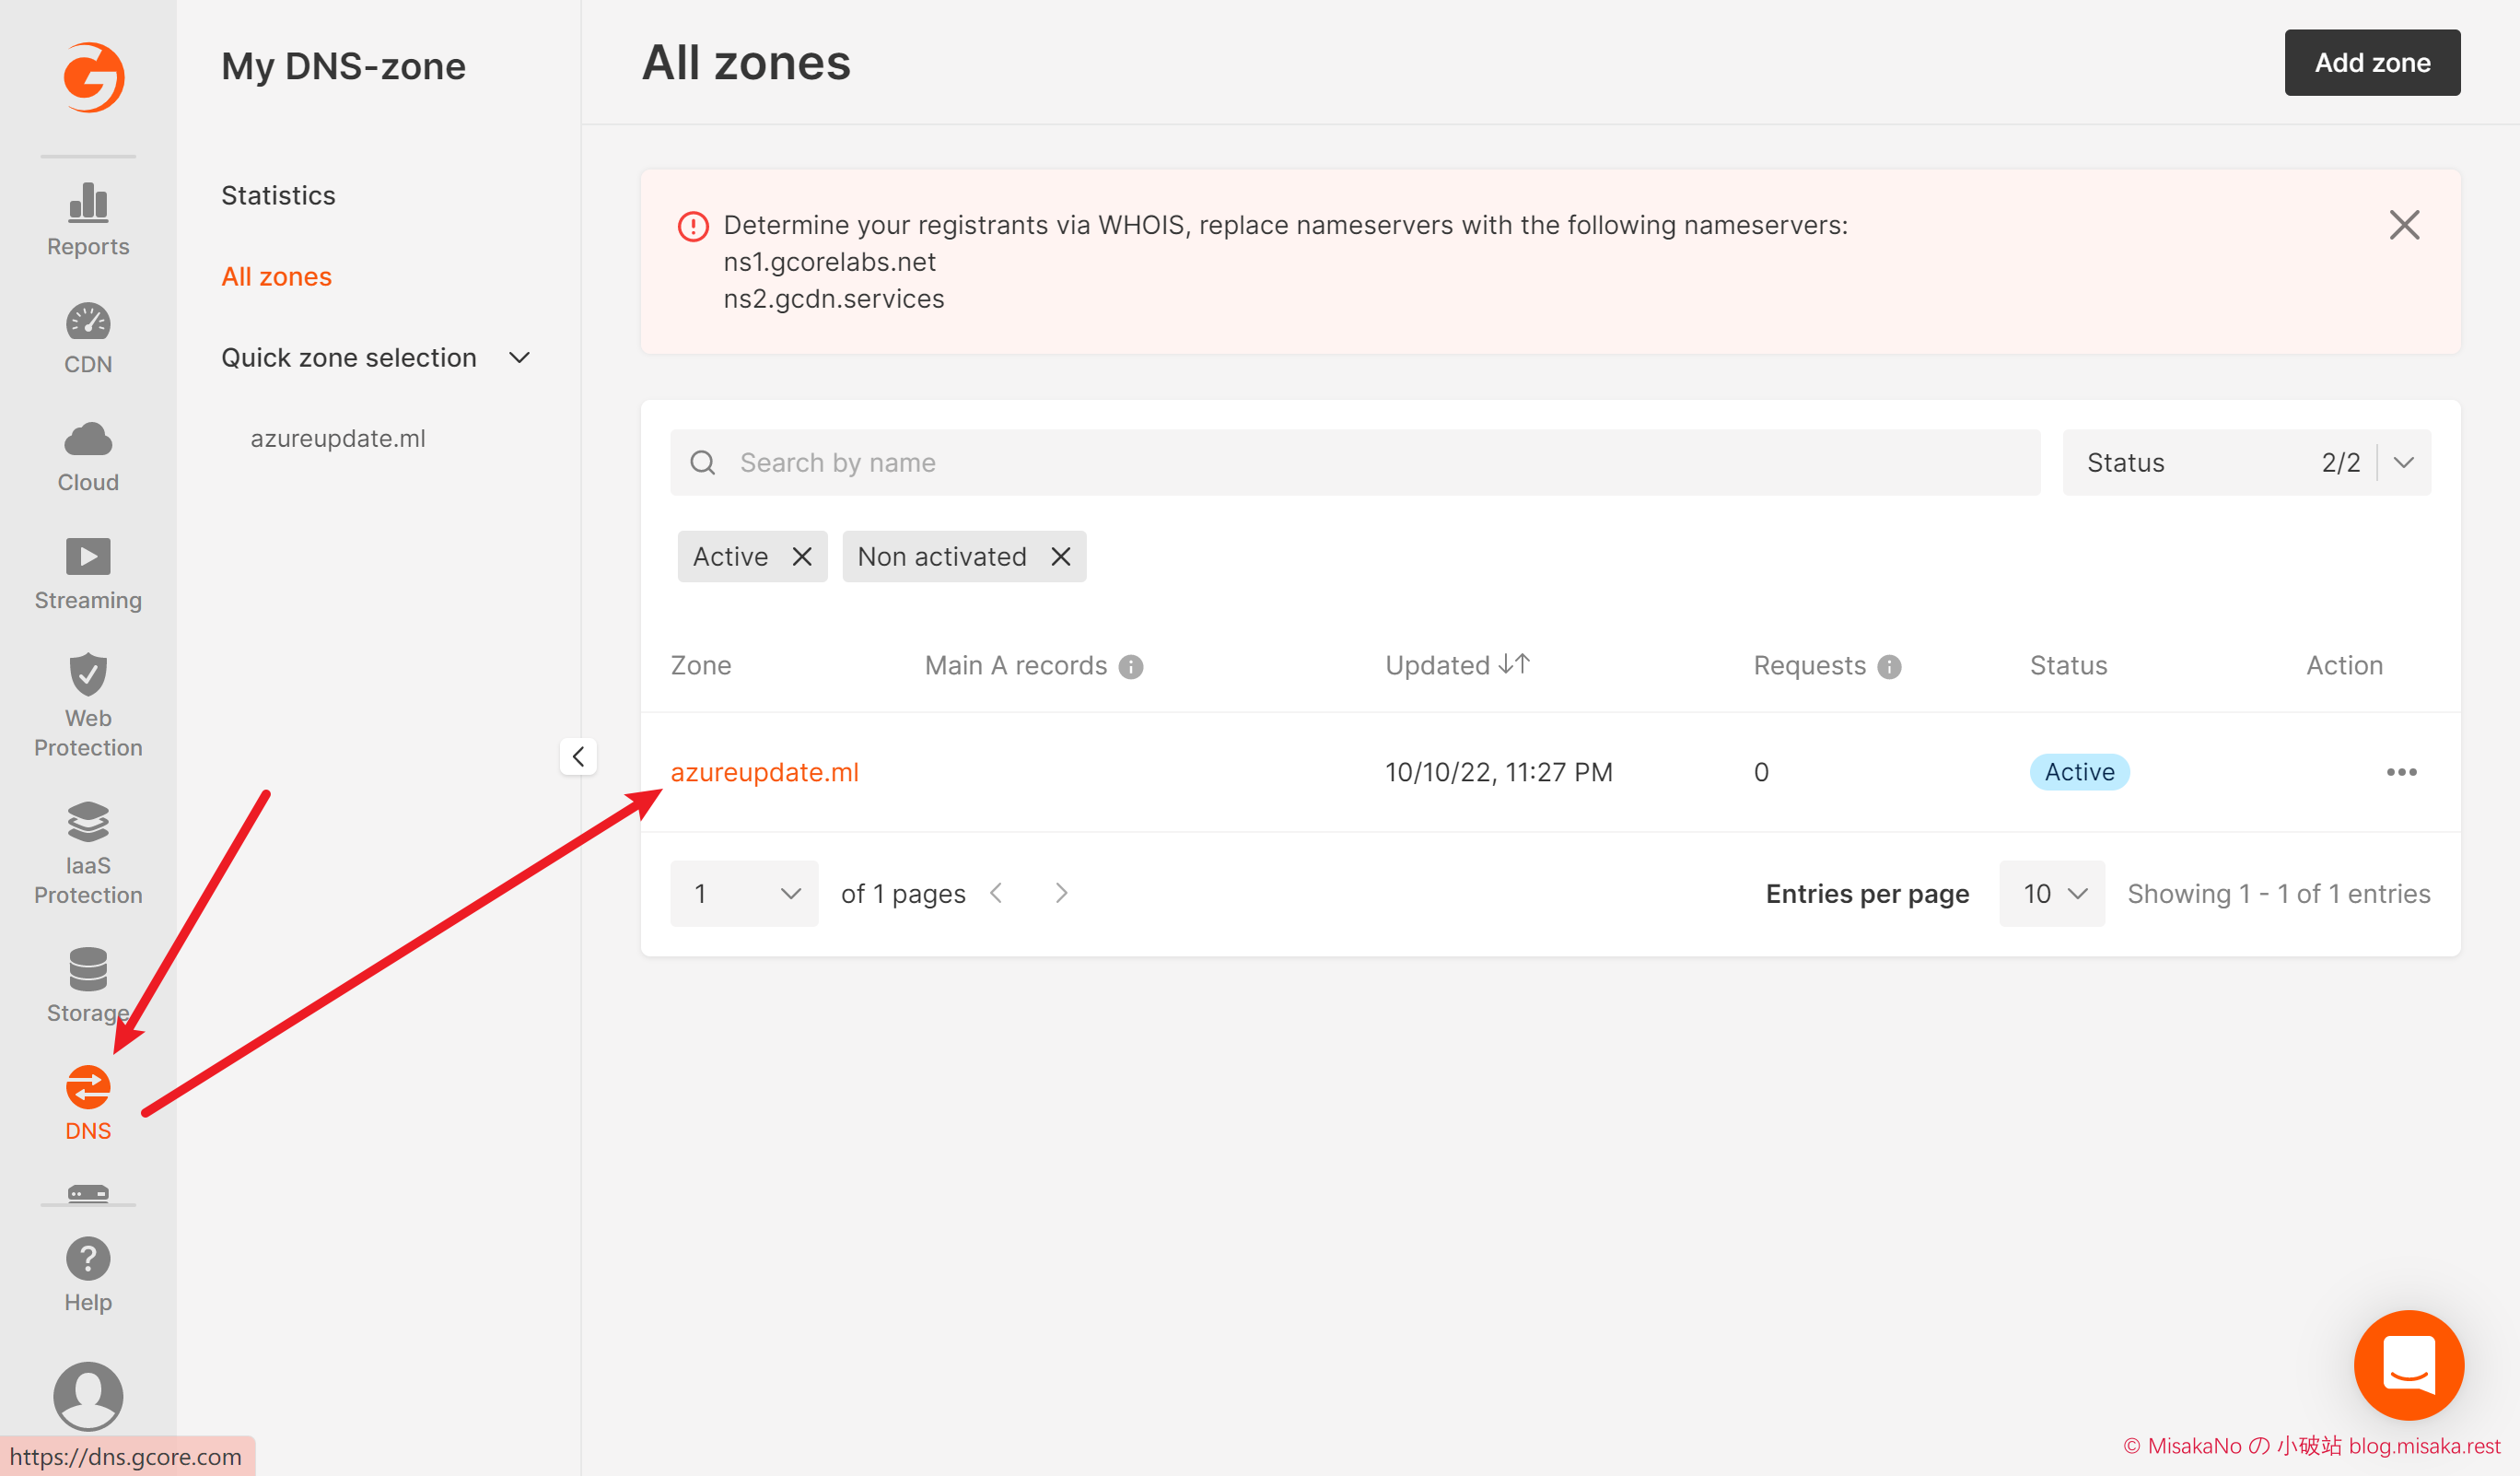 Reports
CDN
Cloud
Streaming
Web
Protection
IaaS
Protection
Storage
DNS
Help
https://dns.gcore.com
My DNS-zone
Statistics
All zones
Quick zone selection
azureupdate.ml
All zones
Add zone
Determine your registrants via WHOIS, replace nameservers with the following nameservers:
ns1.gcorelabs.net
ns2.gcdn.services
Search by name
Status 2/2
Active Non activated
Zone Main A records Updated Requests Status Action
azureupdate.ml 10/10/22, 11:27 PM 0 Active
1 of 1 pages Entries per page 10 Showing 1 - 1 of 1 entries
© MisakaNo の 小破站 blog.misaka.rest